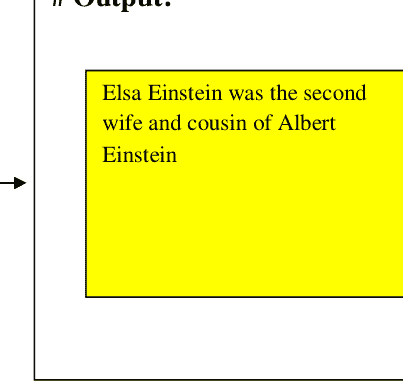 # Output:
Elsa Einstein was the second
wife and cousin of Albert
Einstein